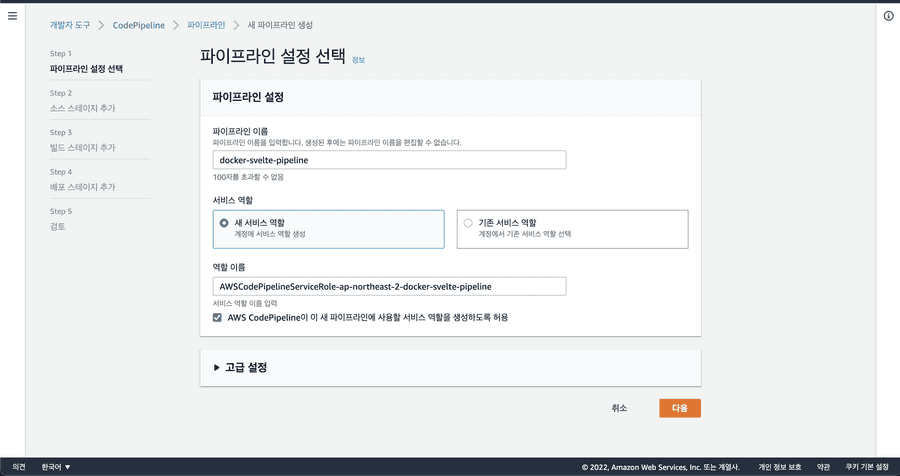 개발자 도구 > CodePipeline > 파이프라인 > 새 파이프라인 생성
Step 1
파이프라인 설정 선택
Step 2
소스 스테이지 추가
Step 3
빌드 스테이지 추가
Step 4
배포 스테이지 추가
Step 5
검토
파이프라인 설정 선택 정보
파이프라인 설정
파이프라인 이름
파이프라인 이름을 입력합니다. 생성된 후에는 파이프라인 이름을 편집할 수 없습니다.
docker-svelte-pipeline
100자를 초과할 수 없음
서비스 역할
새 서비스 역할
계정에 서비스 역할 생성
기존 서비스 역할
계정에서 기존 서비스 역할 선택
역할 이름
AWSCodePipelineServiceRole-ap-northeast-2-docker-svelte-pipeline
서비스 역할 이름 입력
AWS CodePipeline이 이 새 파이프라인에 사용할 서비스 역할을 생성하도록 허용
고급 설정
취소
다음
의견 한국어 © 2022, Amazon Web Services, Inc. 또는 계열사. 개인 정보 보호 약관 쿠키 기본 설정